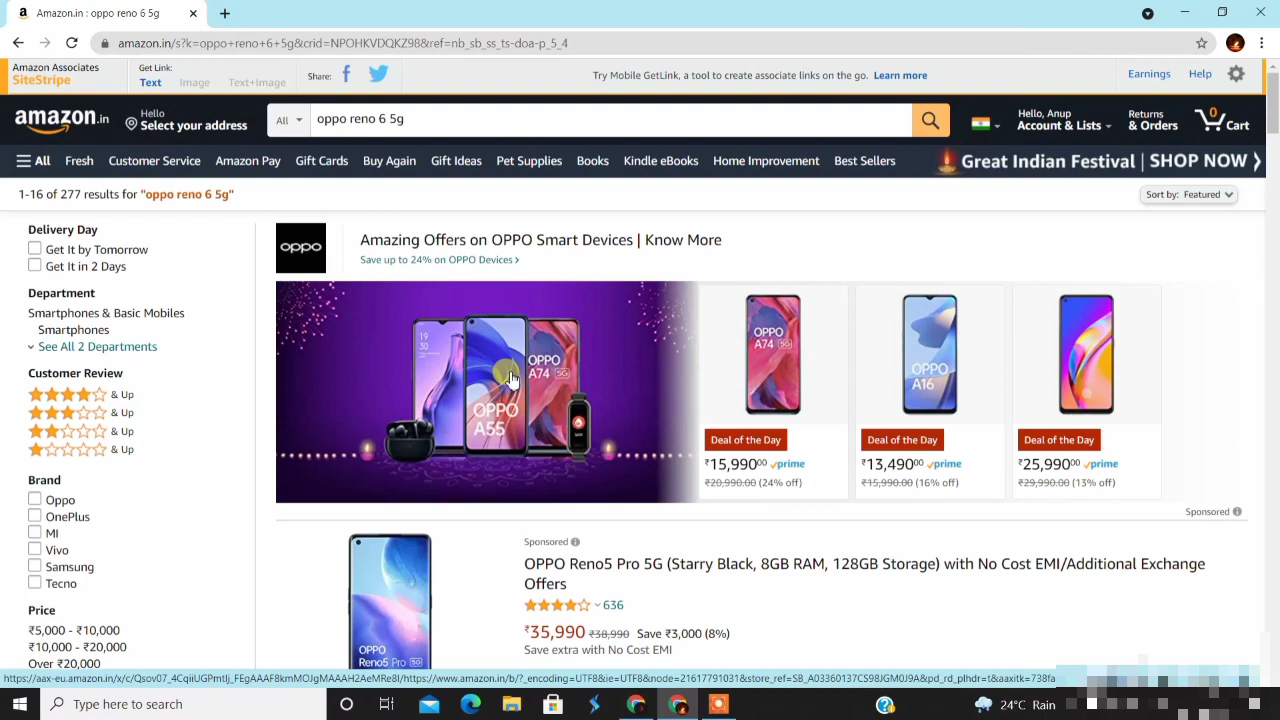 Amazon.in : oppo reno 6 5g
amazon.in/s?k=oppo+reno+6+5g&crid=NPOHKVDQKZ98&ref=nb_sb_ss_ts-doa-p_5_4
Amazon Associates
SiteStripe
Get Link:
Text Image Text+Image
Share:
Try Mobile GetLink, a tool to create associate links on the go. Learn more
Earnings Help
amazon.in
Hello
Select your address
All
oppo reno 6 5g
Hello, Anup
Account & Lists
Returns
& Orders
0
Cart
All Fresh Customer Service Amazon Pay Gift Cards Buy Again Gift Ideas Pet Supplies Books Kindle eBooks Home Improvement Best Sellers
Great Indian Festival | SHOP NOW
1-16 of 277 results for "oppo reno 6 5g"
Sort by: Featured
Delivery Day
Get It by Tomorrow
Get It in 2 Days
Department
Smartphones & Basic Mobiles
Smartphones
See All 2 Departments
Customer Review
& Up
& Up
& Up
& Up
Brand
Oppo
OnePlus
MI
Vivo
Samsung
Tecno
Price
₹5,000 - ₹10,000
₹10,000 - ₹20,000
Over ₹20,000
oppo
Amazing Offers on OPPO Smart Devices | Know More
Save up to 24% on OPPO Devices
19
30
OPPO
A55
OPPO
A74 5G
OPPO
A74 5G
Deal of the Day
₹15,990.00 prime
₹20,990.00 (24% off)
OPPO
A16
Deal of the Day
₹13,490.00 prime
₹15,990.00 (16% off)
Deal of the Day
₹25,990.00 prime
₹29,990.00 (13% off)
Sponsored
OPPO
Reno5 Pro 5G
Sponsored
OPPO Reno5 Pro 5G (Starry Black, 8GB RAM, 128GB Storage) with No Cost EMI/Additional Exchange
Offers
636
₹35,990 ₹38,990 Save ₹3,000 (8%)
Save extra with No Cost EMI
Type here to search
24°C Rain